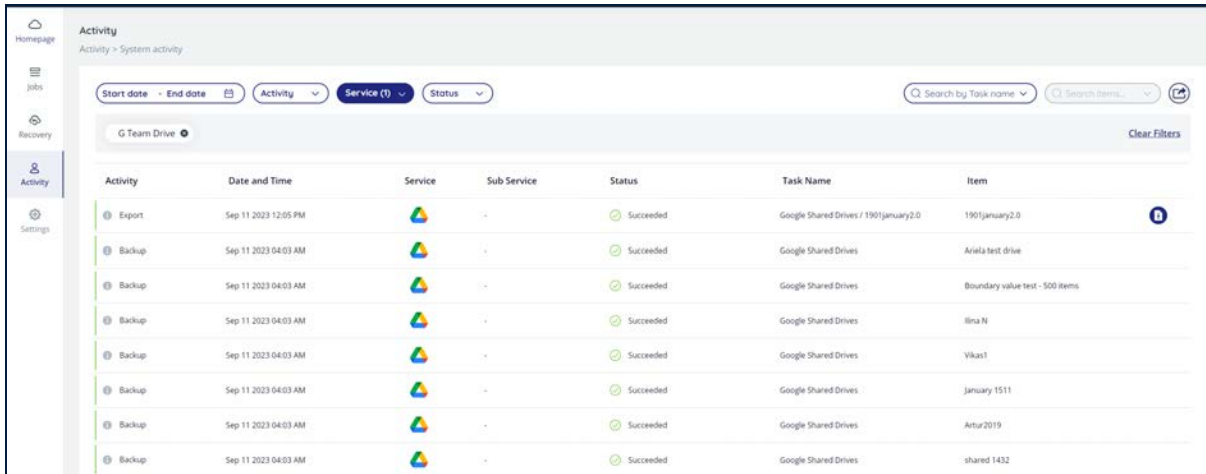 Homepage
Jobs
Recovery
Activity
Settings
Activity
Activity > System activity
Start date - End date Activity Service (1) Status Search by Task name Search Items...
G Team Drive Clear Filters
Activity Date and Time Service Sub Service Status Task Name Item
Export Sep 11 2023 12:05 PM - Succeeded Google Shared Drives / 1901january2.0 1901january2.0
Backup Sep 11 2023 04:03 AM - Succeeded Google Shared Drives Ariela test drive
Backup Sep 11 2023 04:03 AM - Succeeded Google Shared Drives Boundary value test - 500 items
Backup Sep 11 2023 04:03 AM - Succeeded Google Shared Drives Ilina N
Backup Sep 11 2023 04:03 AM - Succeeded Google Shared Drives Vikas1
Backup Sep 11 2023 04:03 AM - Succeeded Google Shared Drives January 1511
Backup Sep 11 2023 04:03 AM - Succeeded Google Shared Drives Artur2019
Backup Sep 11 2023 04:03 AM - Succeeded Google Shared Drives shared 1432